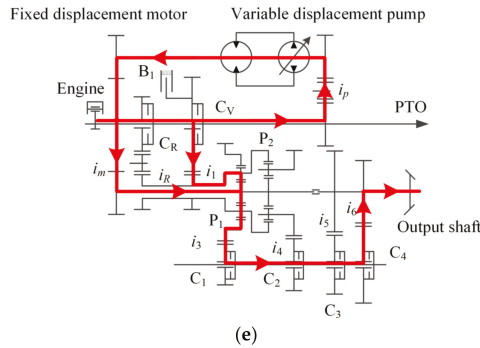 Fixed displacement motor Variable displacement pump
B1
Engine
CV
ip
PTO
CR
P2
im
iR
i1
P1
i5
i6
i3
i4
Output shaft
C1
C2
C4
C3
(e)